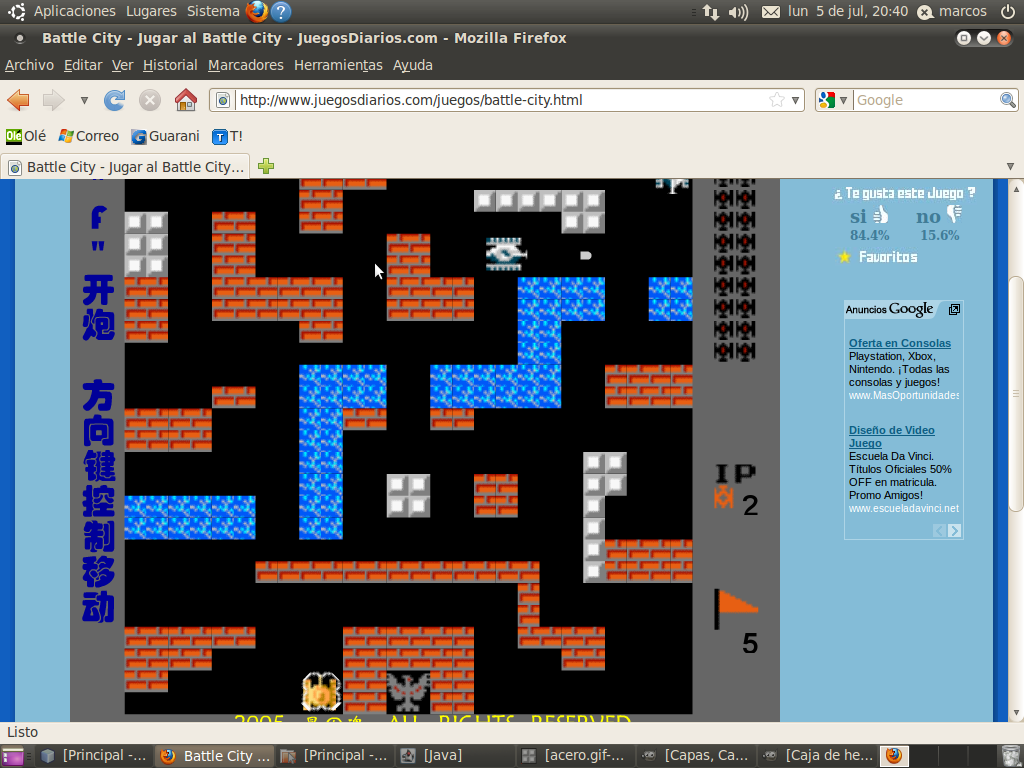 Aplicaciones Lugares Sistema
lun 5 de jul, 20:40 marcos
Battle City - Jugar al Battle City - JuegosDiarios.com - Mozilla Firefox
Archivo Editar Ver Historial Marcadores Herramientas Ayuda
http://www.juegosdiarios.com/juegos/battle-city.html
Google
Olé Correo Guarani T!
Battle City - Jugar al Battle City...
"F" 开炮 方向键控制移动
IP
2
5
¿ Te gusta este Juego ?
si no
84.4% 15.6%
Favoritos
Anuncios Google
Oferta en Consolas
Playstation, Xbox,
Nintendo. ¡Todas las
consolas y juegos!
www.MasOportunidades
Diseño de Video
Juego
Escuela Da Vinci.
Títulos Oficiales 50%
OFF en matricula.
Promo Amigos!
www.escueladavinci.net
ALL RIGHTS RESERVED
Listo
[Principal -... Battle City ... [Principal -... [Java] [acero.gif-... [Capas, Ca... [Caja de he...